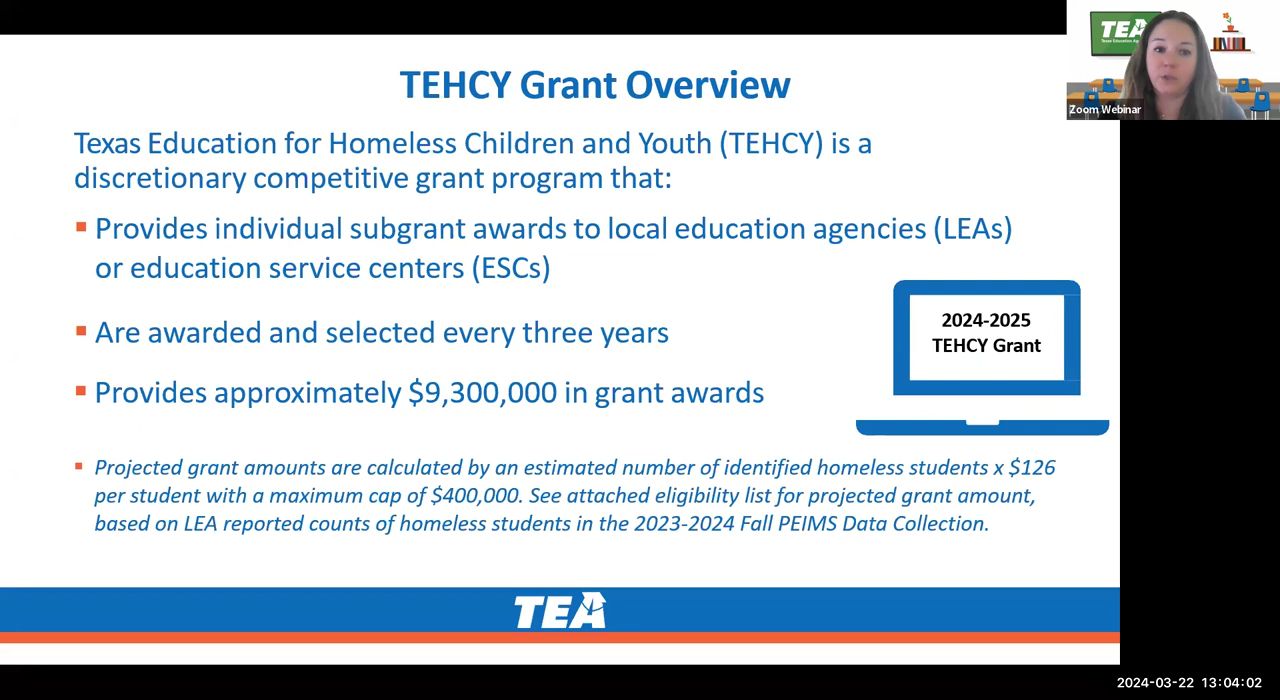 TEHCY Grant Overview
Texas Education for Homeless Children and Youth (TEHCY) is a
discretionary competitive grant program that:
Provides individual subgrant awards to local education agencies (LEAs)
or education service centers (ESCs)
Are awarded and selected every three years
Provides approximately $9,300,000 in grant awards
2024-2025
TEHCY Grant
Projected grant amounts are calculated by an estimated number of identified homeless students x $126
per student with a maximum cap of $400,000. See attached eligibility list for projected grant amount,
based on LEA reported counts of homeless students in the 2023-2024 Fall PEIMS Data Collection.
TEA
TEA
Zoom Webinar
2024-03-22 13:04:02